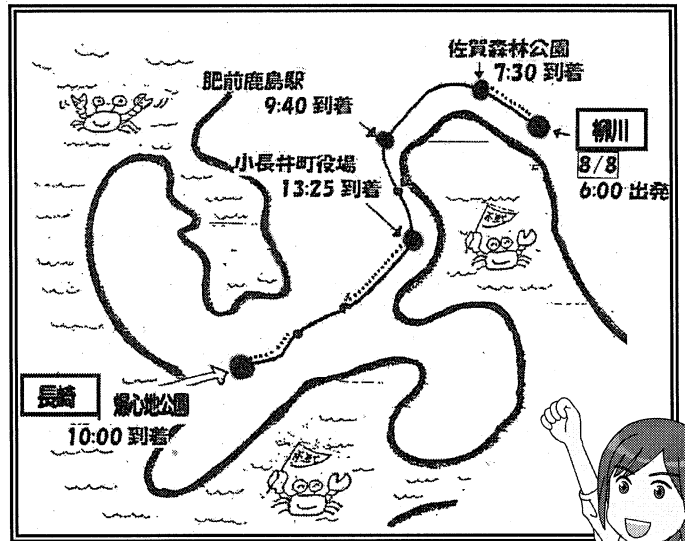 佐賀森林公園
7:30 到着
肥前鹿島駅
9:40 到着
柳川
8/8
6:00 出発
小長井町役場
13:25 到着
長崎
爆心地公園
10:00 到着